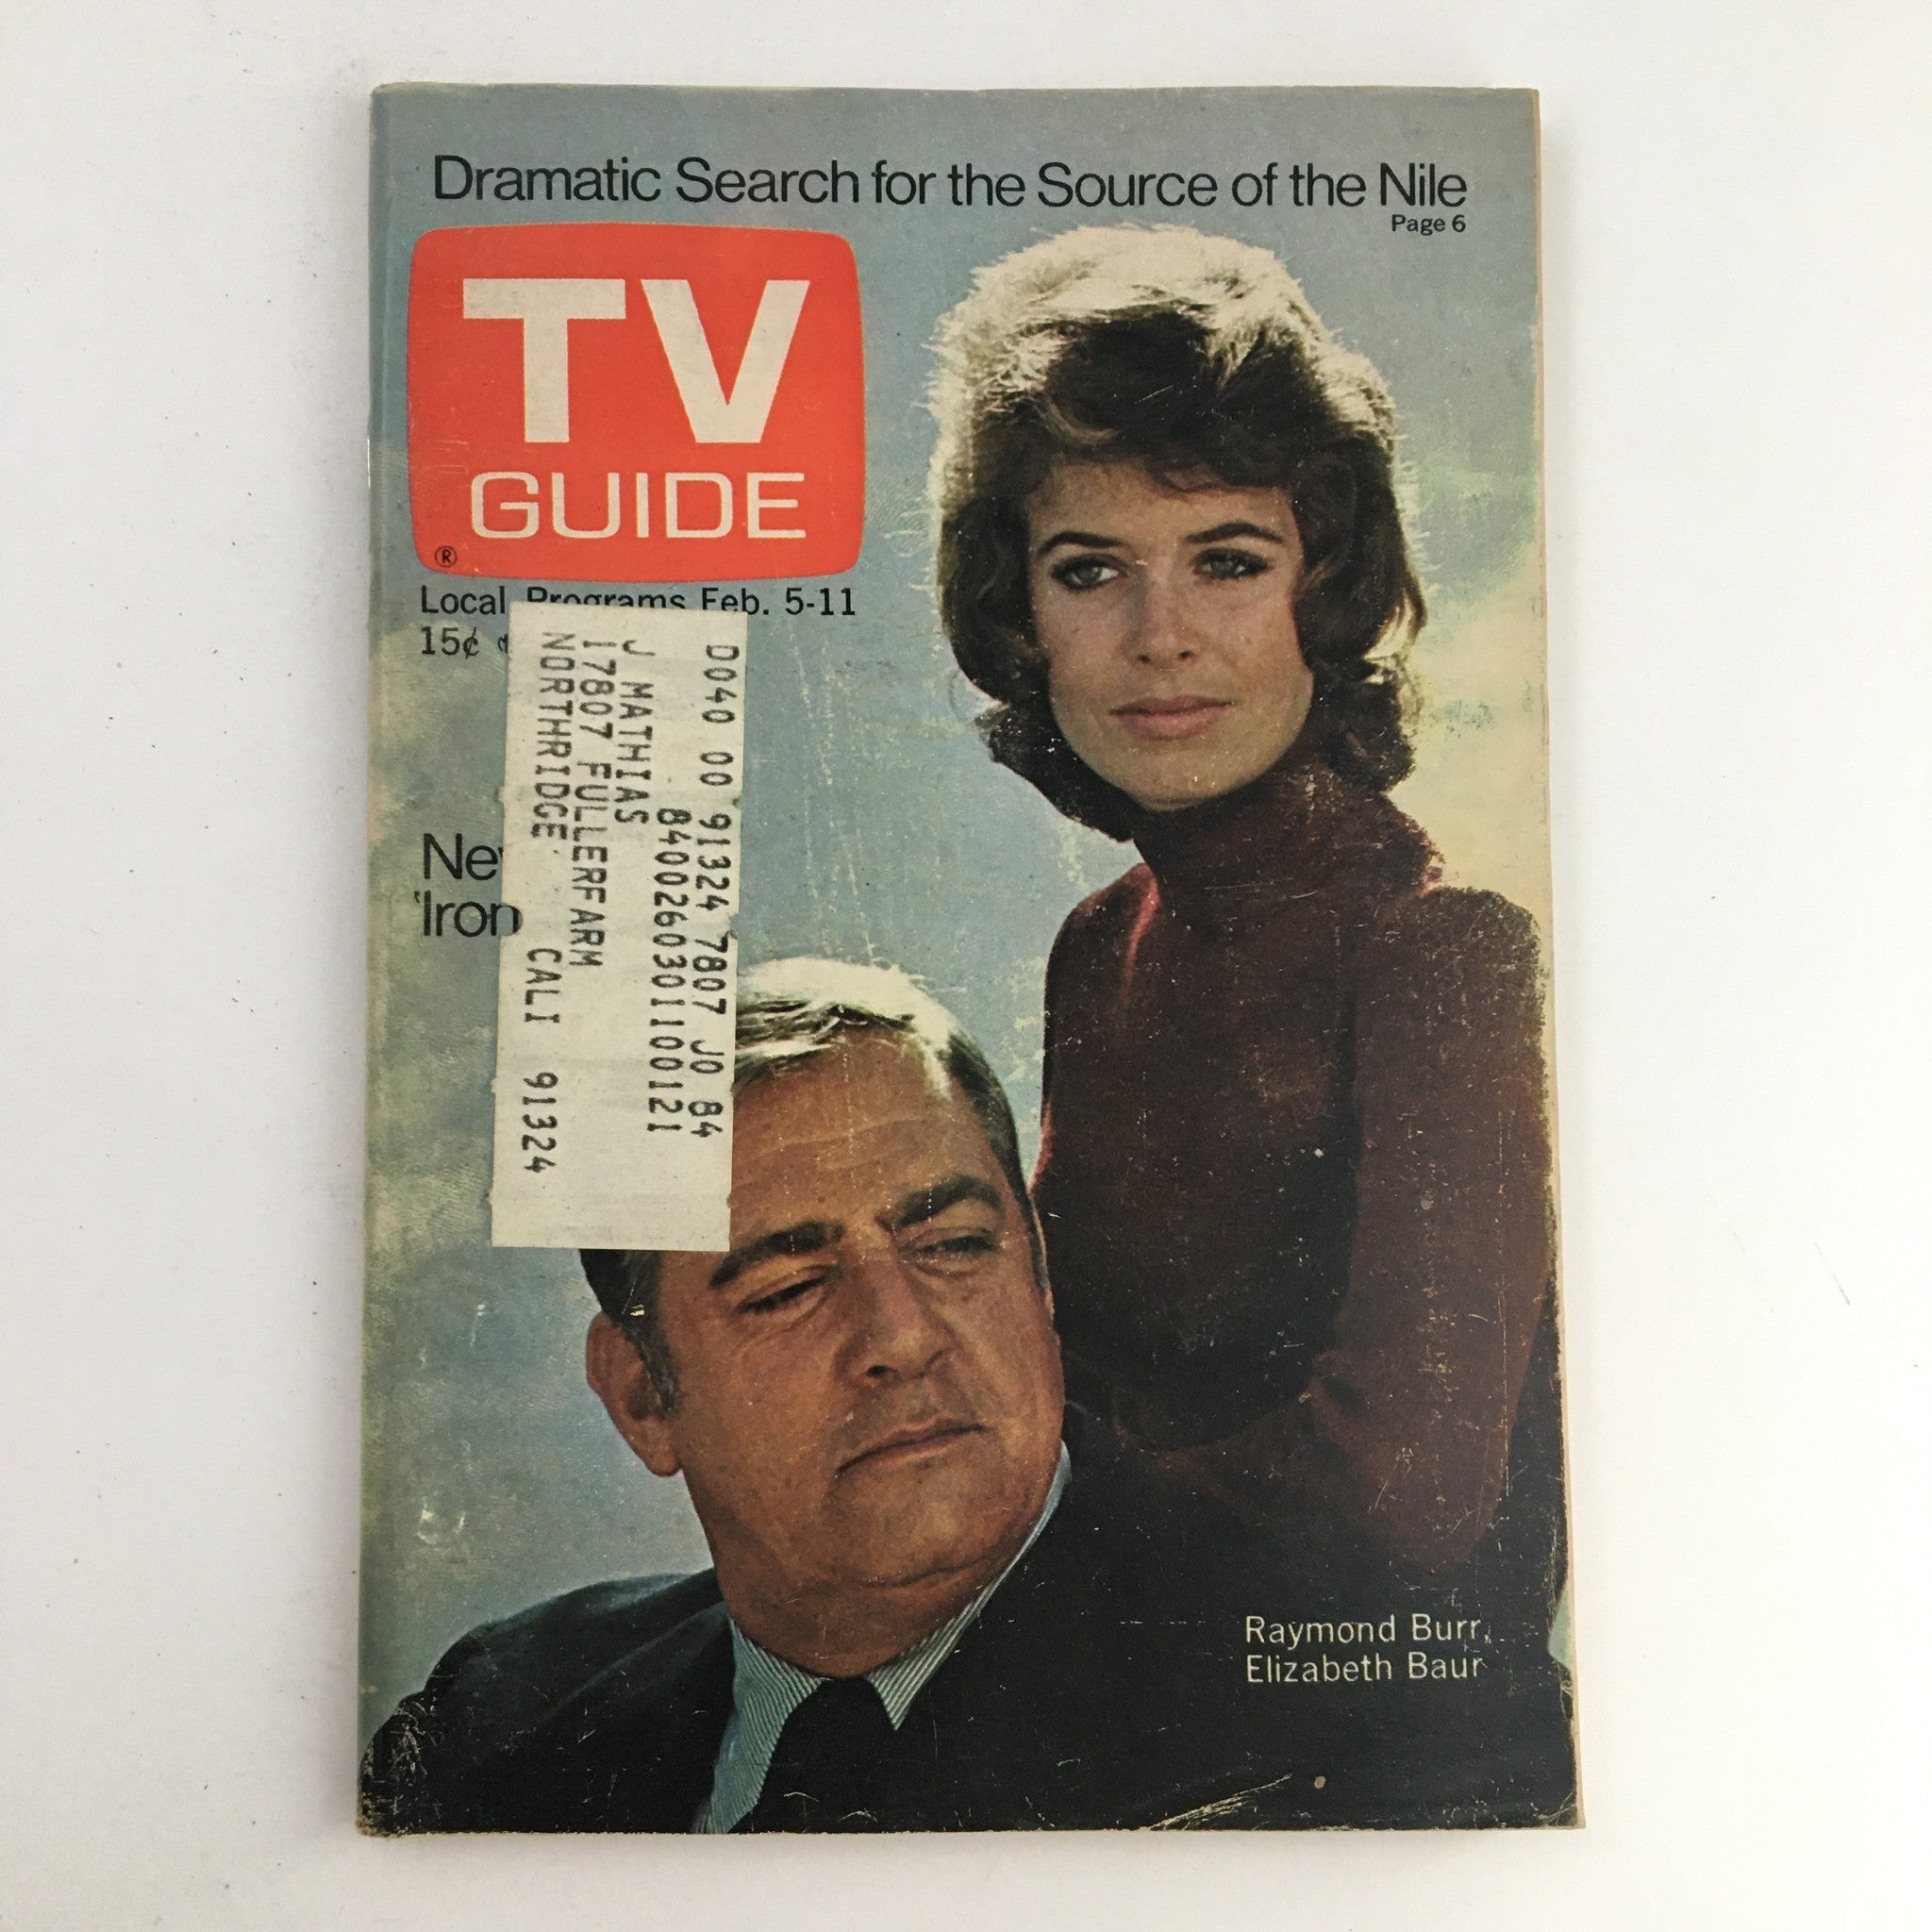 Dramatic Search for the Source of the Nile
Page 6
TV
GUIDE
®
Local Programs Feb. 5-11
15¢
D040 00 91324 7807 JO 84
8400260301100121
J MATHIAS
17807 FULLERFARM
NORTHRIDGE CALI 91324
Raymond Burr,
Elizabeth Baur